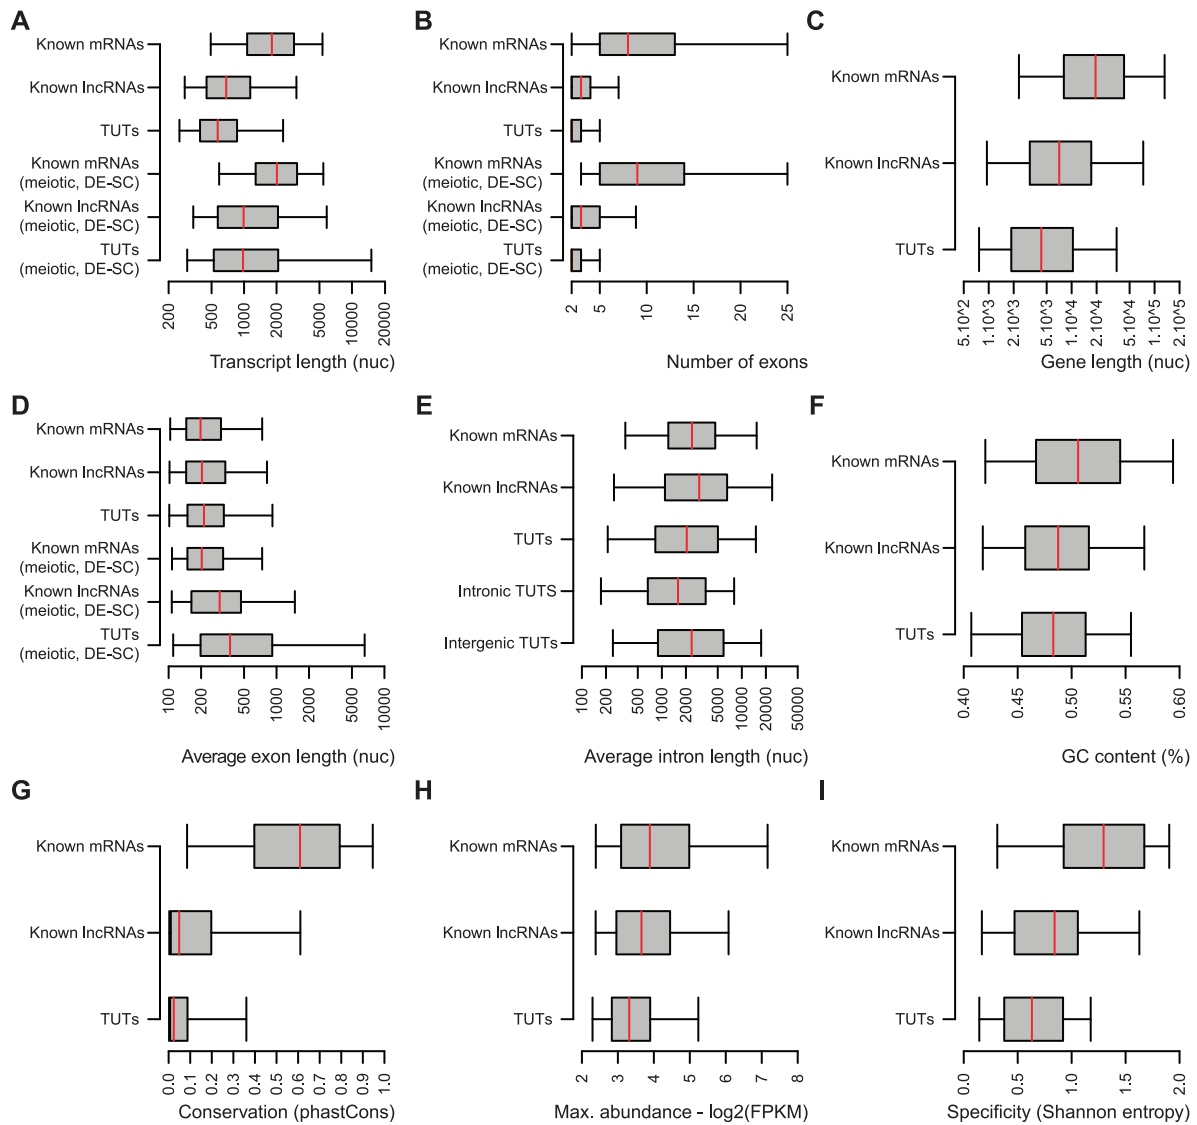 A
Known mRNAs
Known lncRNAs
TUTs
Known mRNAs
(meiotic, DE-SC)
Known lncRNAs
(meiotic, DE-SC)
TUTs
(meiotic, DE-SC)
200
500
1000
2000
5000
10000
20000
Transcript length (nuc)
B
Known mRNAs
Known lncRNAs
TUTs
Known mRNAs
(meiotic, DE-SC)
Known lncRNAs
(meiotic, DE-SC)
TUTs
(meiotic, DE-SC)
2
5
10
15
20
25
Number of exons
C
Known mRNAs
Known lncRNAs
TUTs
5.10^2
1.10^3
2.10^3
5.10^3
1.10^4
2.10^4
5.10^4
1.10^5
2.10^5
Gene length (nuc)
D
Known mRNAs
Known lncRNAs
TUTs
Known mRNAs
(meiotic, DE-SC)
Known lncRNAs
(meiotic, DE-SC)
TUTs
(meiotic, DE-SC)
100
200
500
1000
2000
5000
10000
Average exon length (nuc)
E
Known mRNAs
Known lncRNAs
TUTs
Intronic TUTS
Intergenic TUTs
100
200
500
1000
2000
5000
10000
20000
50000
Average intron length (nuc)
F
Known mRNAs
Known lncRNAs
TUTs
0.40
0.45
0.50
0.55
0.60
GC content (%)
G
Known mRNAs
Known lncRNAs
TUTs
0.0
0.1
0.2
0.3
0.4
0.5
0.6
0.7
0.8
0.9
1.0
Conservation (phastCons)
H
Known mRNAs
Known lncRNAs
TUTs
2
3
4
5
6
7
8
Max. abundance - log2(FPKM)
I
Known mRNAs
Known lncRNAs
TUTs
0.0
0.5
1.0
1.5
2.0
Specificity (Shannon entropy)